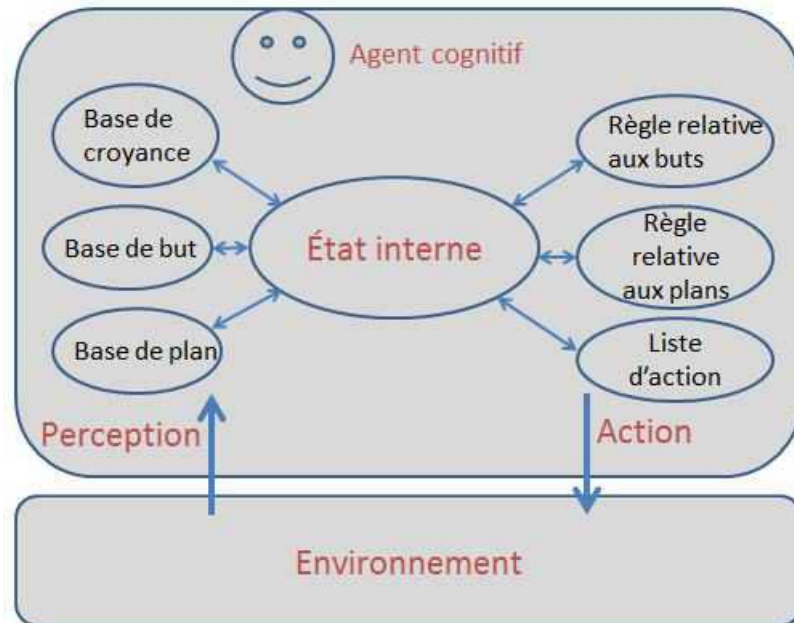 Agent cognitif
Base de
croyance
Règle relative
aux buts
Base de but
État interne
Règle
relative
aux plans
Base de plan
Liste
d'action
Perception
Action
Environnement